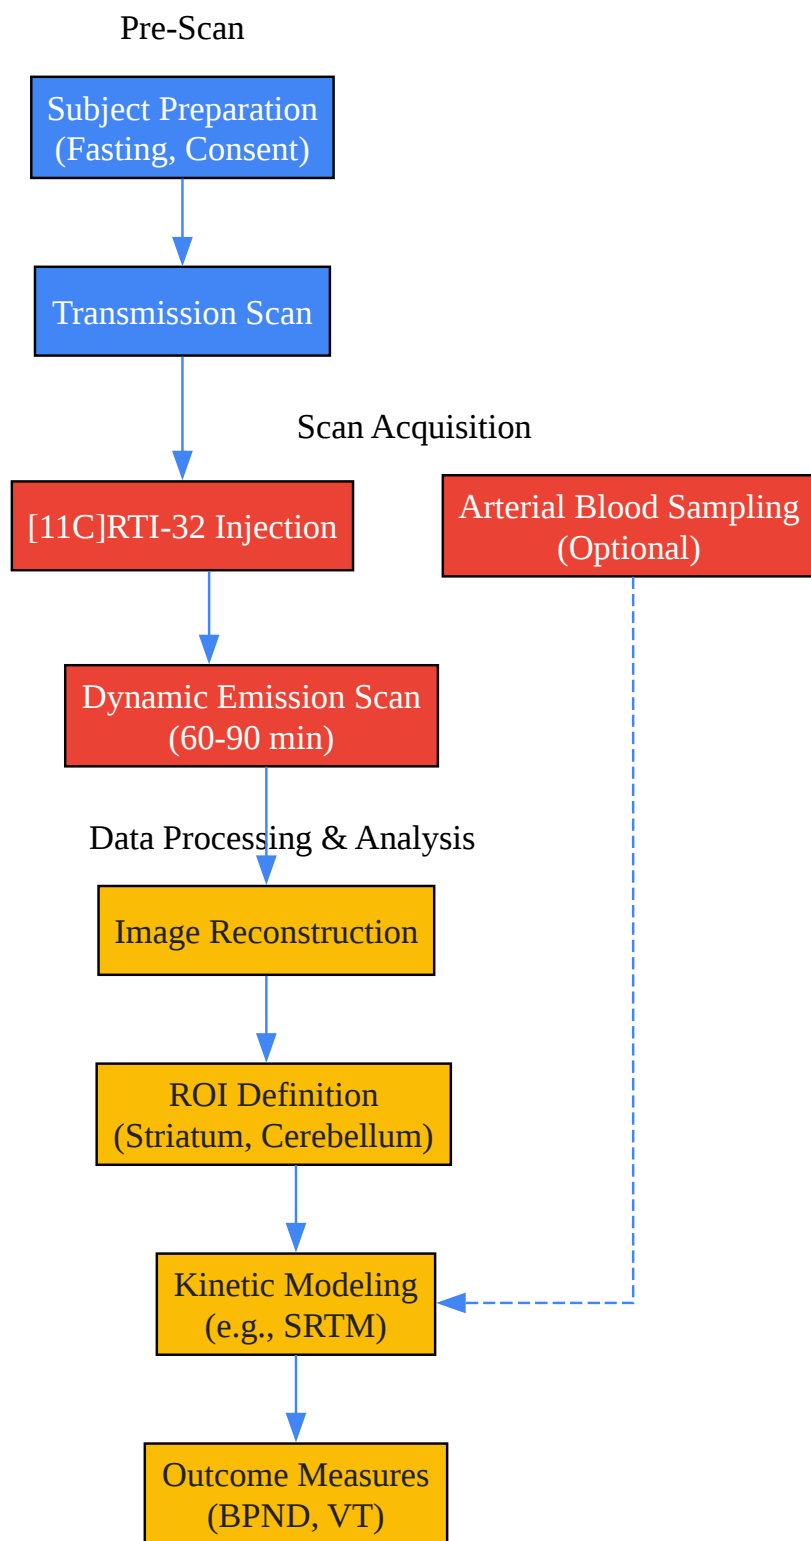 Pre-Scan
Subject Preparation
(Fasting, Consent)
Transmission Scan
Scan Acquisition
[11C]RTI-32 Injection
Arterial Blood Sampling
(Optional)
Dynamic Emission Scan
(60-90 min)
Data Processing & Analysis
Image Reconstruction
ROI Definition
(Striatum, Cerebellum)
Kinetic Modeling
(e.g., SRTM)
Outcome Measures
(BPND, VT)